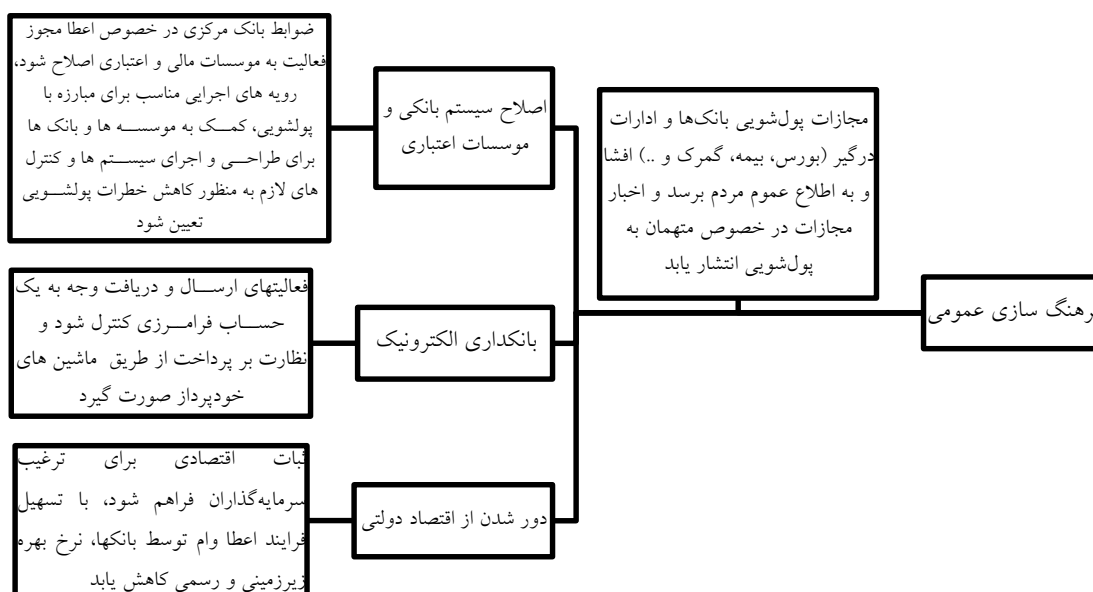 رهنگ سازی عمومی
مجازات پول‌شویی بانک‌ها و ادارات
درگیر (بورس، بیمه، گمرک و ..) افشا
و به اطلاع عموم مردم برسد و اخبار
مجازات در خصوص متهمان به
پول‌شویی انتشار یابد
اصلاح سیستم بانکی و
موسسات اعتباری
ضوابط بانک مرکزی در خصوص اعطا مجوز
فعالیت به موسسات مالی و اعتباری اصلاح شود،
رویه های اجرایی مناسب برای مبارزه با
پولشویی، کمک به موسسه ها و بانک ها
برای طراحی و اجرای سیستم ها و کنترل
های لازم به منظور کاهش خطرات پولشویی
تعیین شود
بانکداری الکترونیک
فعالیتهای ارسال و دریافت وجه به یک
حساب فرامرزی کنترل شود و
نظارت بر پرداخت از طریق ماشین های
خودپرداز صورت گیرد
دور شدن از اقتصاد دولتی
ثبات اقتصادی برای ترغیب
سرمایه‌گذاران فراهم شود، با تسهیل
فرایند اعطا وام توسط بانکها، نرخ بهره
زیرزمینی و رسمی کاهش یابد